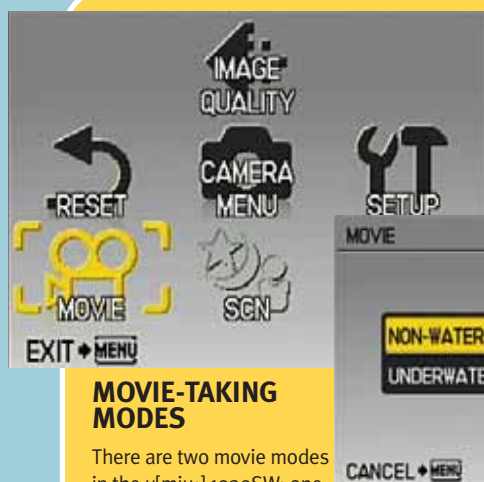 IMAGE
QUALITY
RESET
CAMERA
MENU
SETUP
MOVIE
SCN
EXIT MENU
MOVIE
NON-WATER
UNDERWATE
CANCEL MENU
MOVIE-TAKING
MODES
There are two movie modes